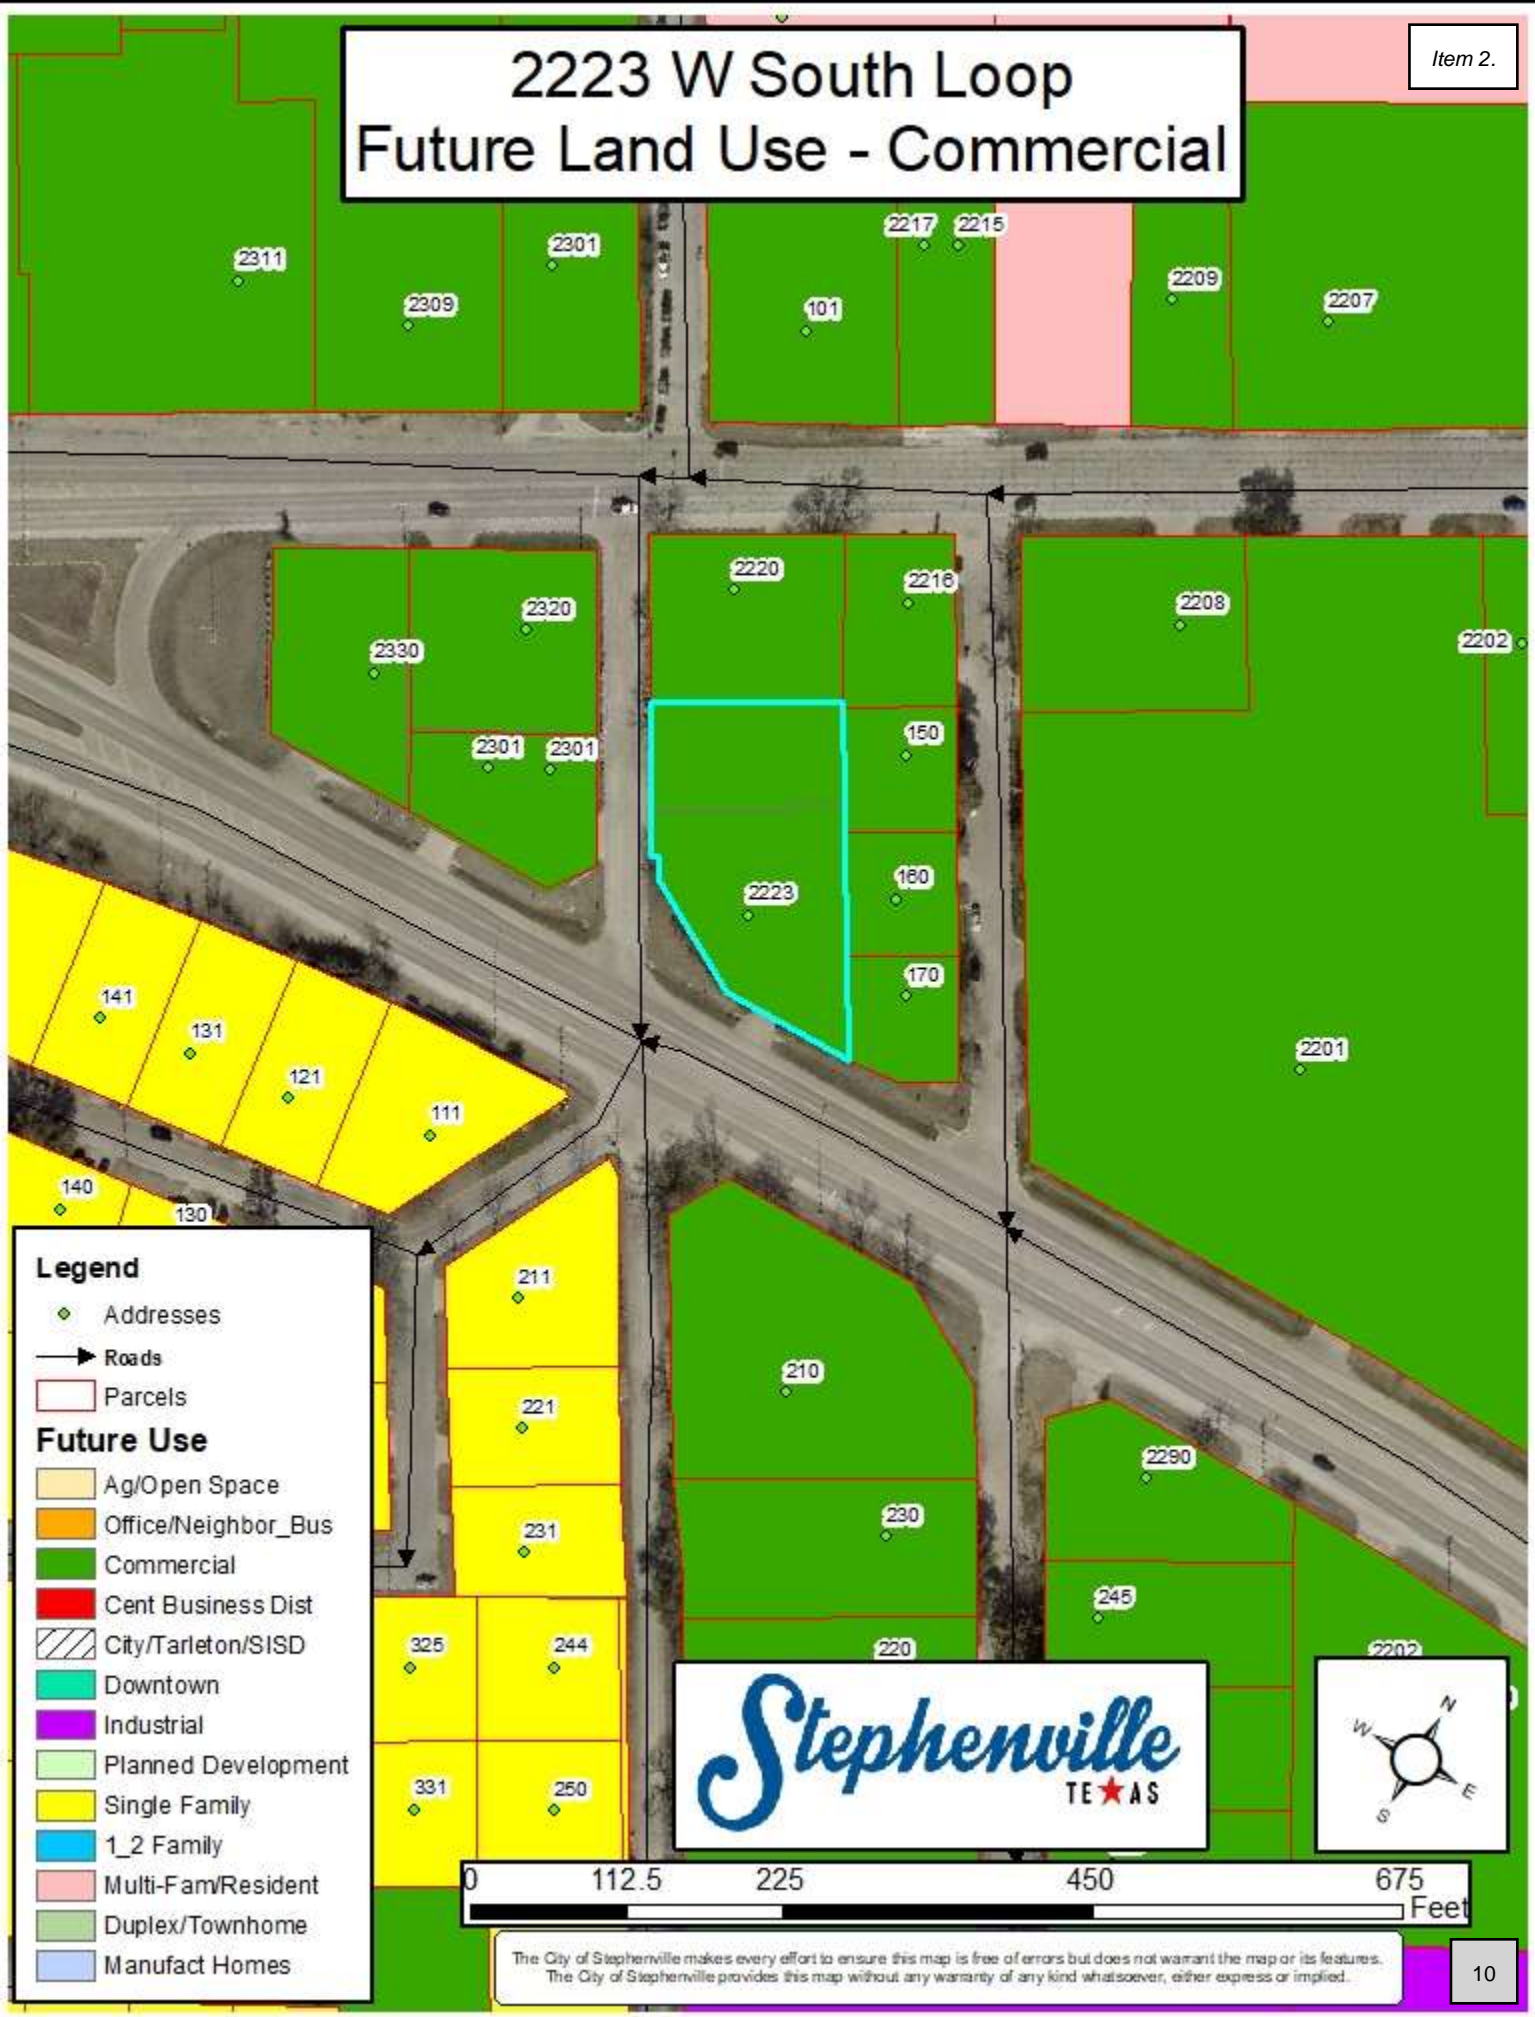 2223 W South Loop
Future Land Use - Commercial
Item 2.
2217 2215
2311
2301
2309
101
2209
2207
2220
2216
2320
2208
2330
2202
2301 2301
150
160
2223
170
141
131
121
111
2201
140
130
211
210
221
2290
230
231
245
325
244
220
2202
331
250
Legend
Addresses
Roads
Parcels
Future Use
Ag/Open Space
Office/Neighbor_Bus
Commercial
Cent Business Dist
City/Tarleton/SISD
Downtown
Industrial
Planned Development
Single Family
1_2 Family
Multi-Fam/Resident
Duplex/Townhome
Manufact Homes
Stephenville
TEXAS
N
W
E
S
0 112.5 225 450 675
Feet
The City of Stephenville makes every effort to ensure this map is free of errors but does not warrant the map or its features.
The City of Stephenville provides this map without any warranty of any kind whatsoever, either express or implied.
10